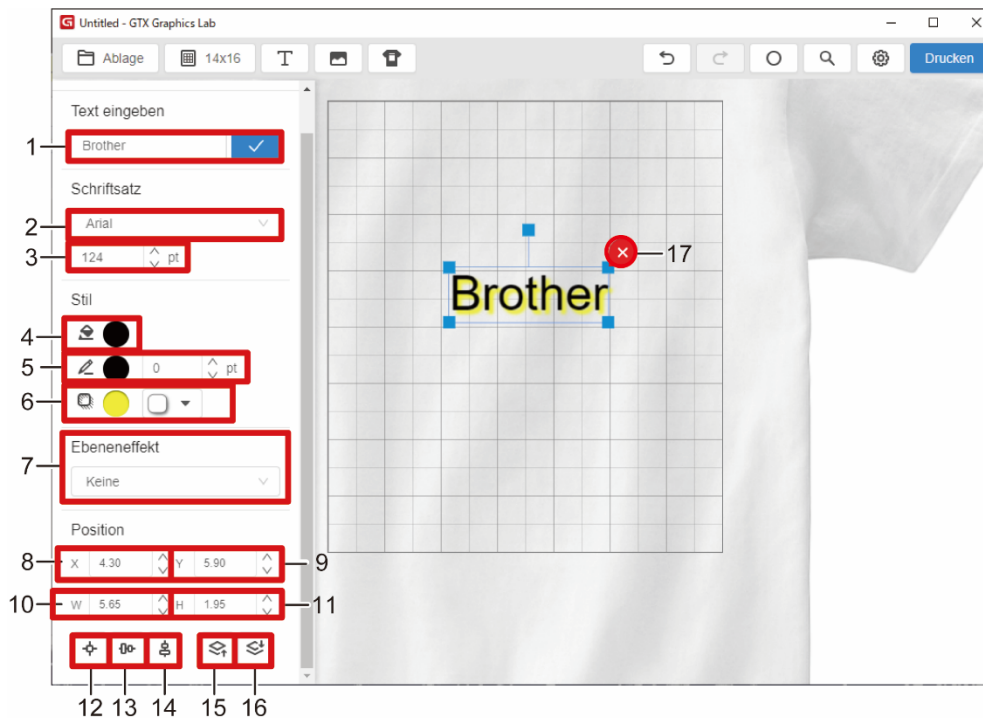 Untitled - GTX Graphics Lab
Ablage 14x16 T Drucken
Text eingeben
1 Brother
Schriftsatz
2 Arial
3 124 pt
Stil
4
5 0 pt
6
Ebeneneffekt
7 Keine
Position
8 X 4.30 Y 5.90 9
10 W 5.65 H 1.95 11
12 13 14 15 16
Brother
17